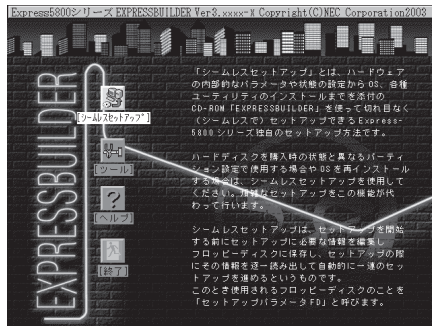 Express5800シリーズ EXPRESSBUILDER Ver3.xxxx-X Copyright(C)NEC Corporation2003
EXPRESSBUILDER
[シームレスセットアップ]
[ツール]
[ヘルプ]
[終了]
「シームレスセットアップ」とは、ハードウェア
の内部的なパラメータや状態の設定から OS、各種
ユーティリティのインストールまでを添付の
CD-ROM「EXPRESSBUILDER」を使って切れ目なく
(シームレスで) セットアップできるExpress-
5800 シリーズ独自のセットアップ方法です。
ハードディスクを購入時の状態と異なるパーティ
ション設定で使用する場合や OS を再インストール
する場合は、シームレスセットアップを使用して
ください。煩雑なセットアップをこの機能が代
わって行います。
シームレスセットアップは、セットアップを開始
する前にセットアップに必要な情報を編集し
フロッピーディスクに保存し、セットアップの際
にその情報を逐一読み出して自動的に一連のセッ
トアップを進めるというものです。
このとき使用されるフロッピーディスクのことを
「セットアップパラメータFD」と呼びます。